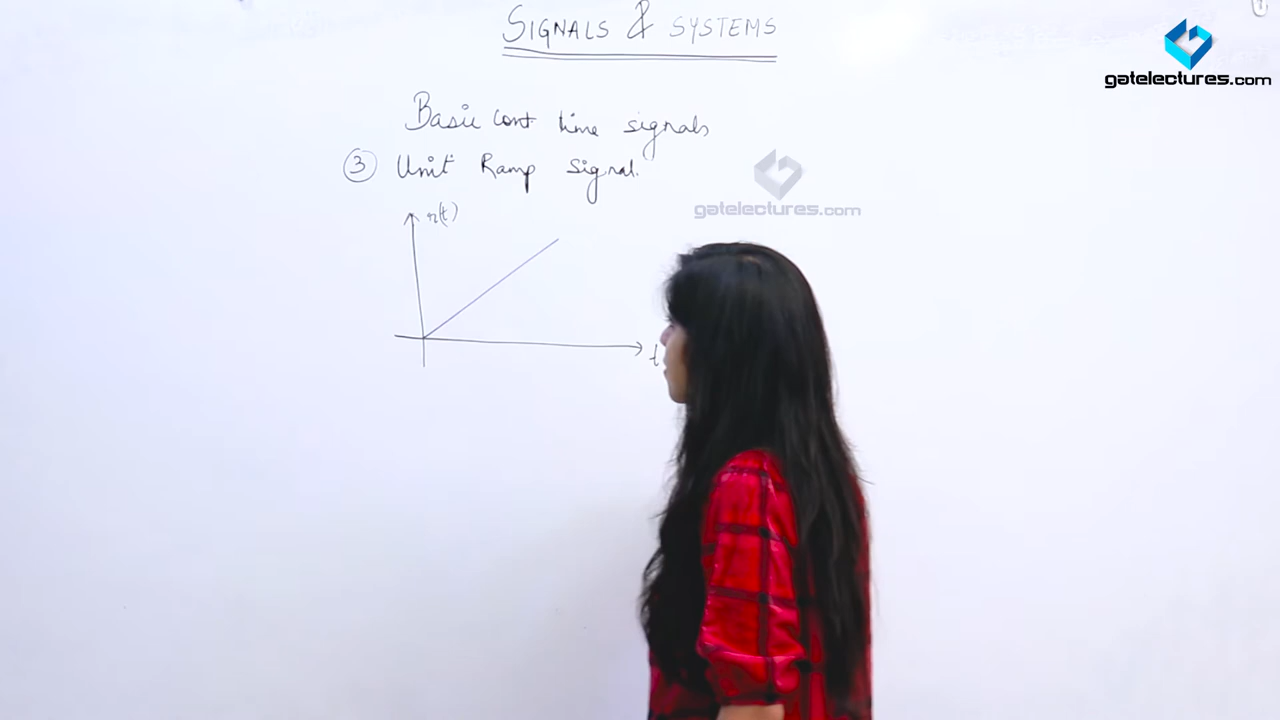 SIGNALS & SYSTEMS
gatelectures.com
Basic cont. time signals
③ Unit Ramp Signal.
gatelectures.com
r(t)
t